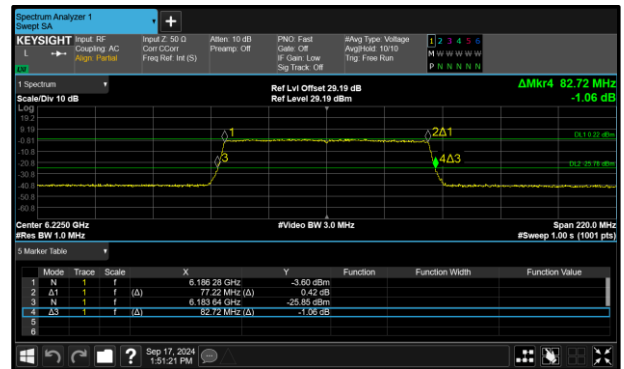 Spectrum Analyzer 1
Swept SA
KEYSIGHT Input: RF Input Z: 50 Ω Atten: 10 dB PNO: Fast #Avg Type: Voltage 1 2 3 4 5 6
L Coupling: AC Corr CCorr Preamp: Off Gate: Off Avg|Hold: 10/10 M W W W W W
Align: Partial Freq Ref: Int (S) IF Gain: Low Trig: Free Run
LXI Sig Track: Off P N N N N N
1 Spectrum Ref Lvl Offset 29.19 dB ΔMkr4 82.72 MHz
Scale/Div 10 dB Ref Level 29.19 dBm -1.06 dB
Log
19.2
9.19 1 2Δ1 DL1 0.22 dBm
-0.81
-10.8
-20.8 3 4Δ3 DL2 -25.78 dBm
-30.8
-40.8
-50.8
-60.8
Center 6.2250 GHz #Video BW 3.0 MHz Span 220.0 MHz
#Res BW 1.0 MHz #Sweep 1.00 s (1001 pts)
5 Marker Table
Mode Trace Scale X Y Function Function Width Function Value
1 N 1 f 6.186 28 GHz -3.60 dBm
2 Δ1 1 f (Δ) 77.22 MHz (Δ) 0.42 dB
3 N 1 f 6.183 64 GHz -25.85 dBm
4 Δ3 1 f (Δ) 82.72 MHz (Δ) -1.06 dB
5
6
? Sep 17, 2024
1:51:21 PM